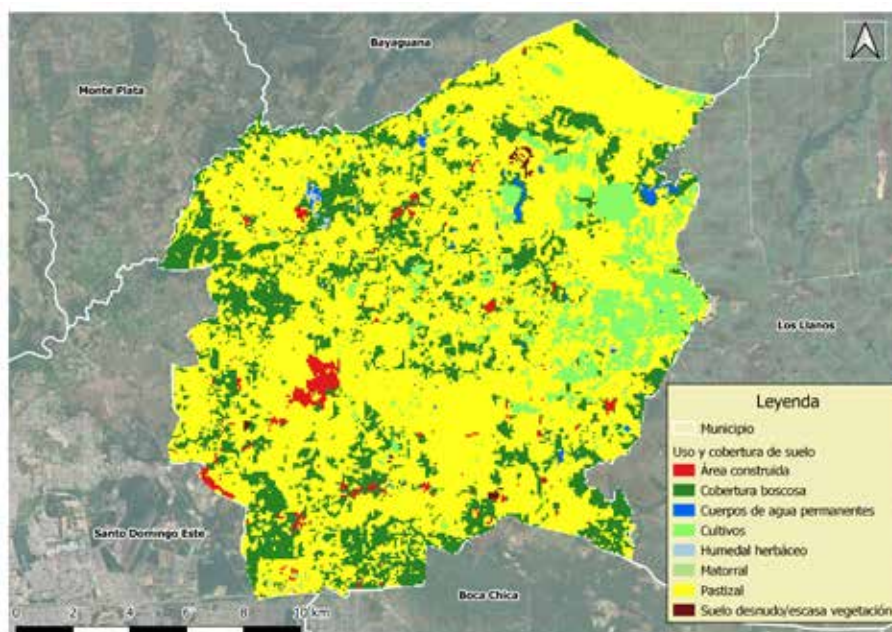 Bayaguana
Monte Plata
Los Llanos
Leyenda
Municipio
Uso y cobertura de suelo
Área construida
Cobertura boscosa
Cuerpos de agua permanentes
Cultivos
Humedal herbáceo
Matorral
Pastizal
Suelo desnudo/escasa vegetación
Santo Domingo Este
Boca Chica
0 2 4 6 8 10 km